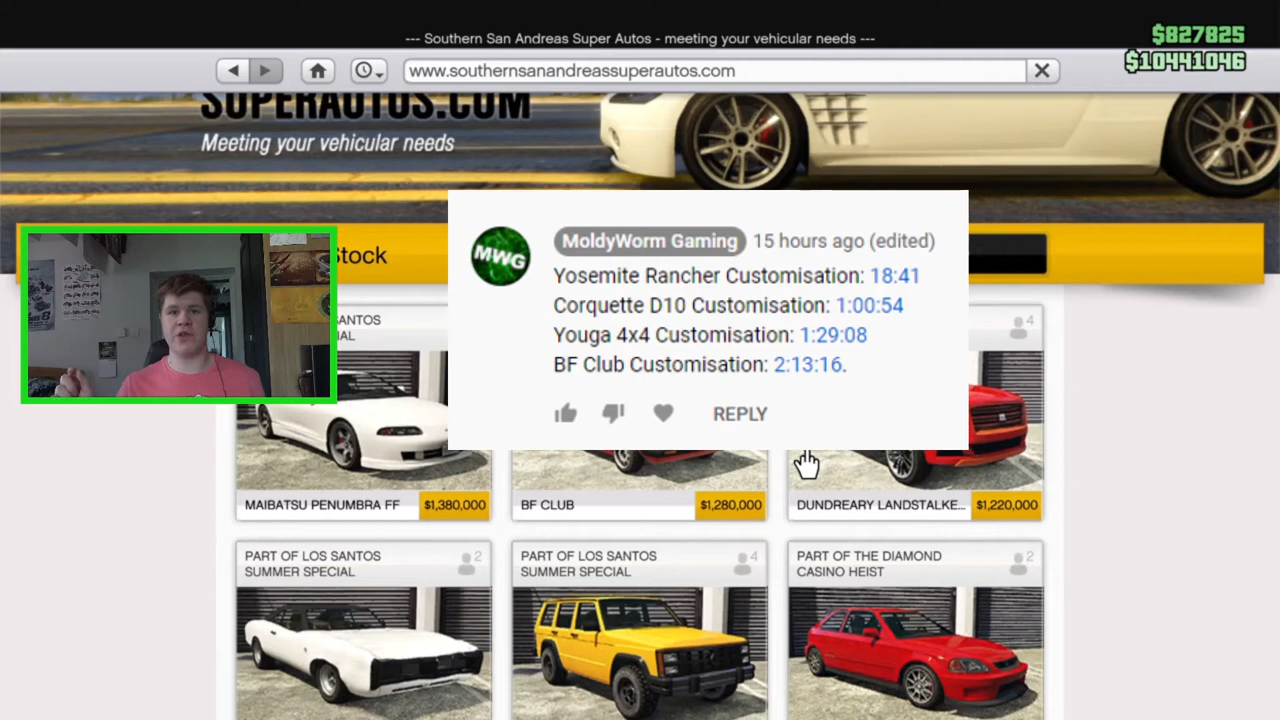 --- Southern San Andreas Super Autos - meeting your vehicular needs ---
$827825
$10441046
www.southernsanandreassuperautos.com
SUPERAUTOS.COM
Meeting your vehicular needs
Stock
MoldyWorm Gaming 15 hours ago (edited)
MWG
Yosemite Rancher Customisation: 18:41
Corquette D10 Customisation: 1:00:54
Youga 4x4 Customisation: 1:29:08
BF Club Customisation: 2:13:16.
REPLY
4
MAIBATSU PENUMBRA FF $1,380,000
BF CLUB $1,280,000
DUNDREARY LANDSTALKE... $1,220,000
PART OF LOS SANTOS
SUMMER SPECIAL
2
PART OF LOS SANTOS
SUMMER SPECIAL
4
PART OF THE DIAMOND
CASINO HEIST
2